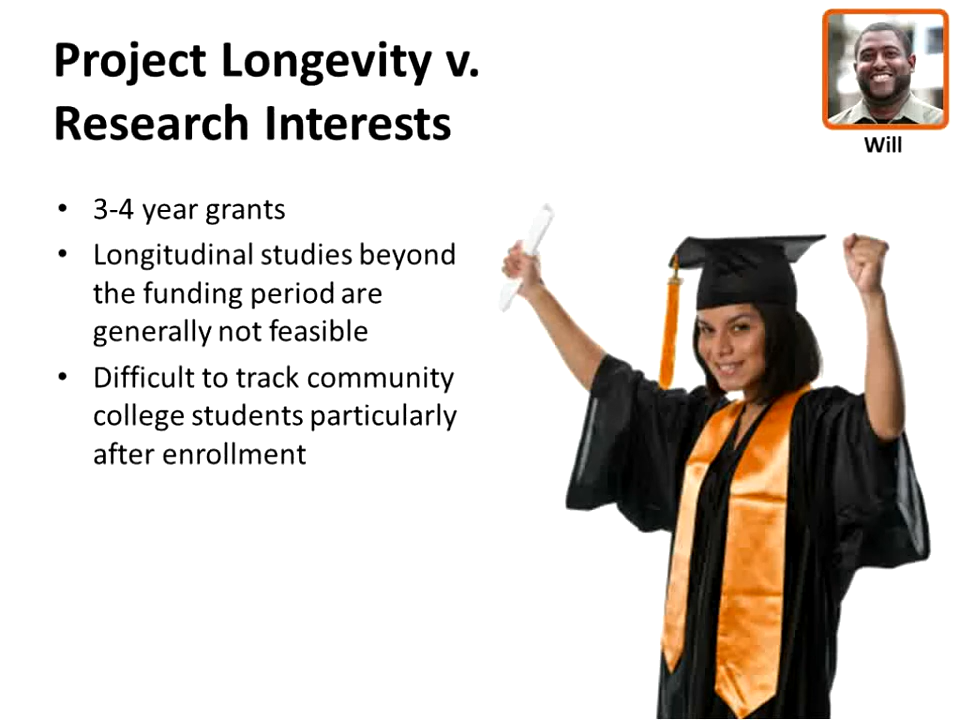 Project Longevity v.
Research Interests
Will
• 3-4 year grants
• Longitudinal studies beyond
the funding period are
generally not feasible
• Difficult to track community
college students particularly
after enrollment